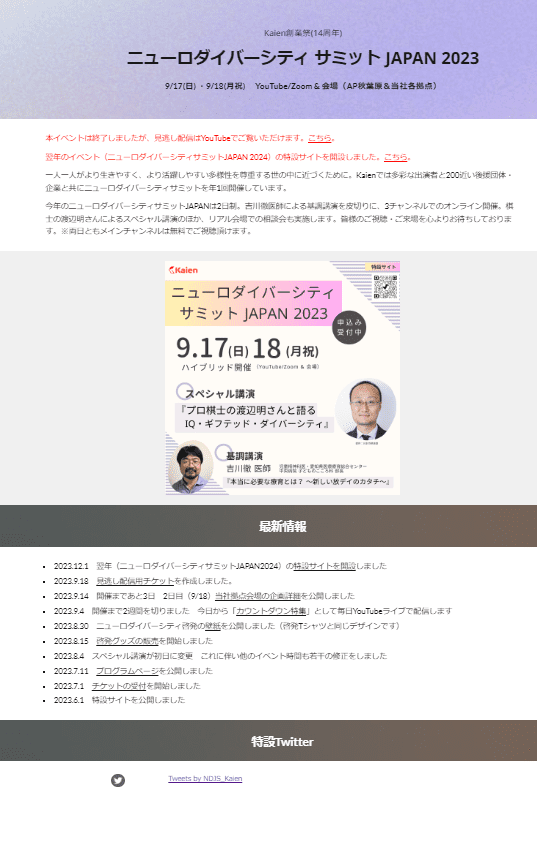 Kaien創業祭(14周年)
ニューロダイバーシティ サミット JAPAN 2023
9/17(日) ・9/18(月祝) YouTube/Zoom & 会場（AP秋葉原＆当社各拠点）
本イベントは終了しましたが、見逃し配信はYouTubeでご覧いただけます。こちら。
翌年のイベント（ニューロダイバーシティサミットJAPAN 2024）の特設サイトを開設しました。こちら。
一人一人がより生きやすく、より活躍しやすい多様性を尊重する世の中に近づくために。Kaienでは多彩な出演者と200近い後援団体・
企業と共にニューロダイバーシティサミットを年1回開催しています。
今年のニューロダイバーシティサミットJAPANは2日制。吉川徹医師による基調講演を皮切りに、3チャンネルでのオンライン開催。棋
士の渡辺明さんによるスペシャル講演のほか、リアル会場での相談会も実施します。皆様のご視聴・ご来場を心よりお待ちしておりま
す。※両日ともメインチャンネルは無料でご視聴頂けます。
Kaien
特設サイト
ニューロダイバーシティ
サミット JAPAN 2023
申込み
受付中
9.17(日) 18 (月祝)
ハイブリッド開催 (YouTube/Zoom & 会場)
スペシャル講演
『プロ棋士の渡辺明さんと語る
IQ・ギフテッド・ダイバーシティ』
基調講演
吉川徹 医師
『本当に必要な療育とは？ ～新しい放デイのカタチ～』
最新情報
2023.12.1 翌年（ニューロダイバーシティサミットJAPAN2024）の特設サイトを開設しました
2023.9.18 見逃し配信用チケットを作成しました。
2023.9.14 開催まであと3日 2日目（9/18）当社拠点会場の企画詳細を公開しました
2023.9.4 開催まで2週間を切りました 今日から「カウントダウン特集」として毎日YouTubeライブで配信します
2023.8.30 ニューロダイバーシティ啓発の壁紙を公開しました（啓発Tシャツと同じデザインです）
2023.8.15 啓発グッズの販売を開始しました
2023.8.4 スペシャル講演が初日に変更 これに伴い他のイベント時間も若干の修正をしました
2023.7.11 プログラムページを公開しました
2023.7.1 チケットの受付を開始しました
2023.6.1 特設サイトを公開しました
特設Twitter
Tweets by NDJS_Kaien